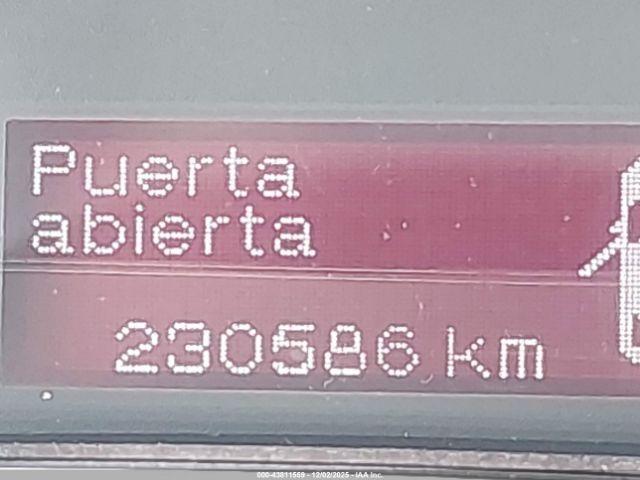 Puerta
abierta
230586 km
000-43811559 - 12/02/2025 - IAA Inc.